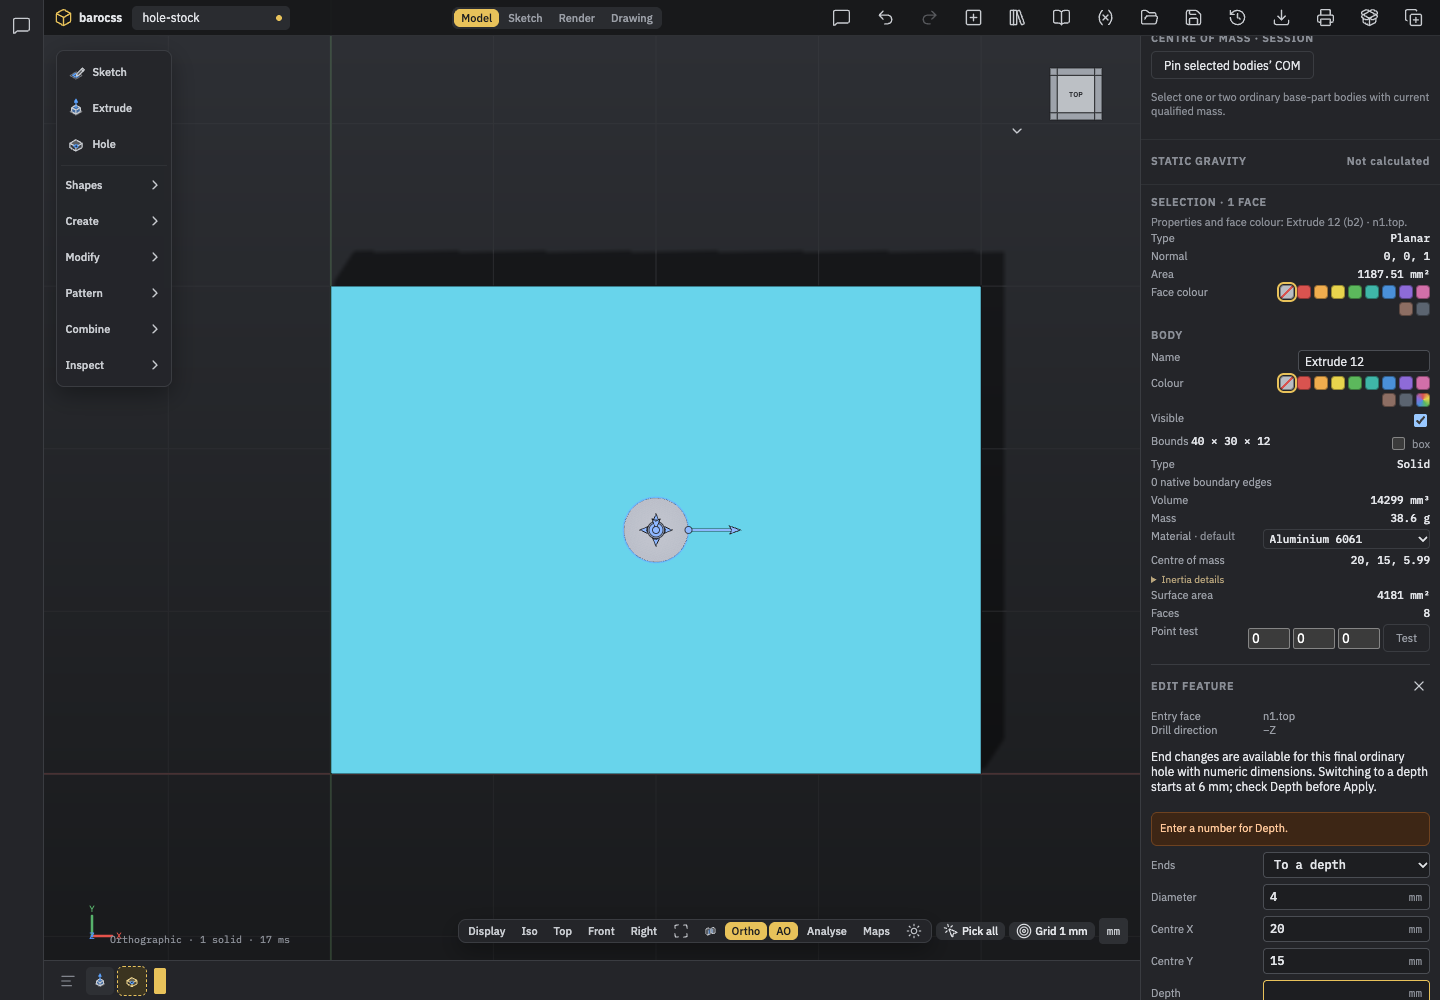 barocss
hole-stock
Model
Sketch
Render
Drawing
Sketch
Extrude
Hole
Shapes
Create
Modify
Pattern
Combine
Inspect
TOP
Y
X
Z
Orthographic · 1 solid · 17 ms
Display
Iso
Top
Front
Right
Ortho
AO
Analyse
Maps
Pick all
Grid 1 mm
mm
CENTRE OF MASS · SESSION
Pin selected bodies’ COM
Select one or two ordinary base-part bodies with current
qualified mass.
STATIC GRAVITY Not calculated
SELECTION · 1 FACE
Properties and face colour: Extrude 12 (b2) · n1.top.
Type Planar
Normal 0, 0, 1
Area 1187.51 mm²
Face colour
BODY
Name Extrude 12
Colour
Visible
Bounds 40 × 30 × 12 box
Type Solid
0 native boundary edges
Volume 14299 mm³
Mass 38.6 g
Material · default Aluminium 6061
Centre of mass 20, 15, 5.99
Inertia details
Surface area 4181 mm²
Faces 8
Point test 0 0 0 Test
EDIT FEATURE
Entry face n1.top
Drill direction −Z
End changes are available for this final ordinary
hole with numeric dimensions. Switching to a depth
starts at 6 mm; check Depth before Apply.
Enter a number for Depth.
Ends To a depth
Diameter 4 mm
Centre X 20 mm
Centre Y 15 mm
Depth mm